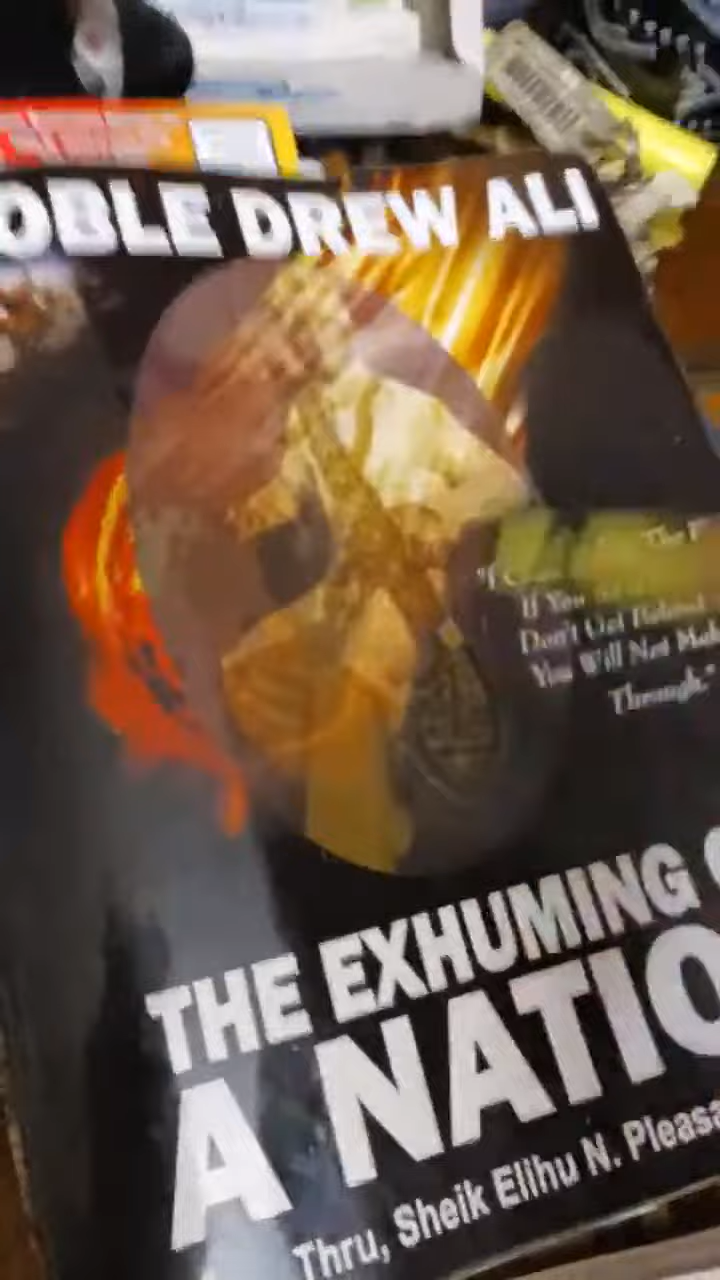 OBLE DREW ALI
If You
Don't Get Behind
You Will Not Mak
Through."
THE EXHUMING
A NATIO
Thru, Sheik Elihu N. Pleasa